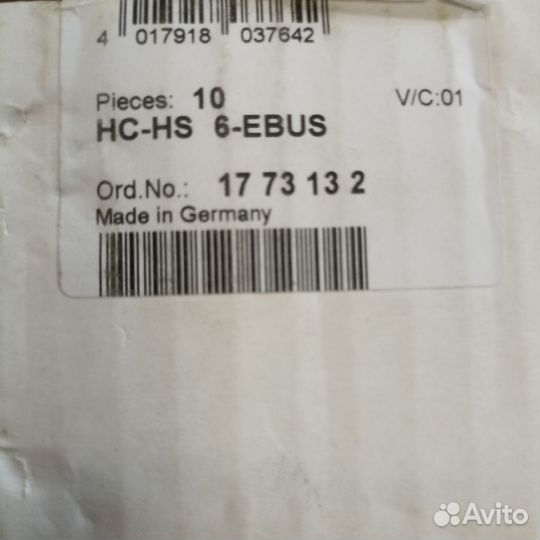 4 017918 037642
Pieces: 10 V/C:01
HC-HS 6-EBUS
Ord.No.: 17 73 13 2
Made in Germany
Avito